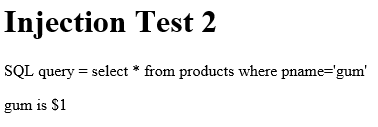 Injection Test 2
SQL query = select * from products where pname='gum'
gum is $1